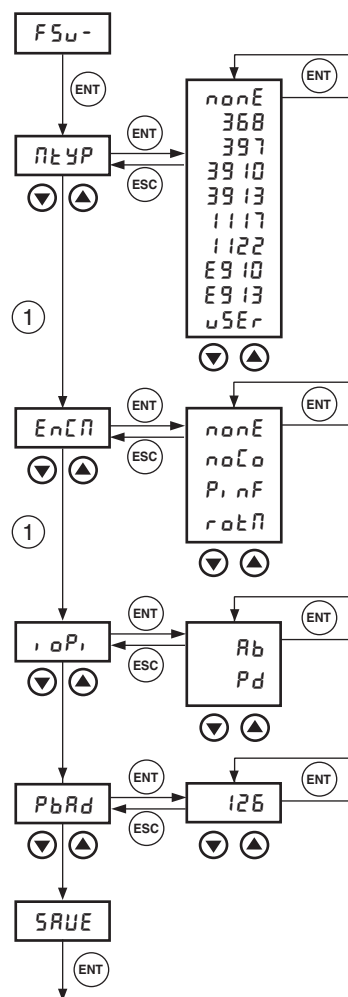 FSu-
ENT
MtYP
ENT
ESC
nonE
368
397
3910
3913
1117
1122
E910
E913
uSEr
ENT
1
EnCM
ENT
ESC
nonE
noCo
PinF
rotM
ENT
1
ioPi
ENT
ESC
Ab
Pd
ENT
PbAd
ENT
ESC
126
ENT
SAUE
ENT